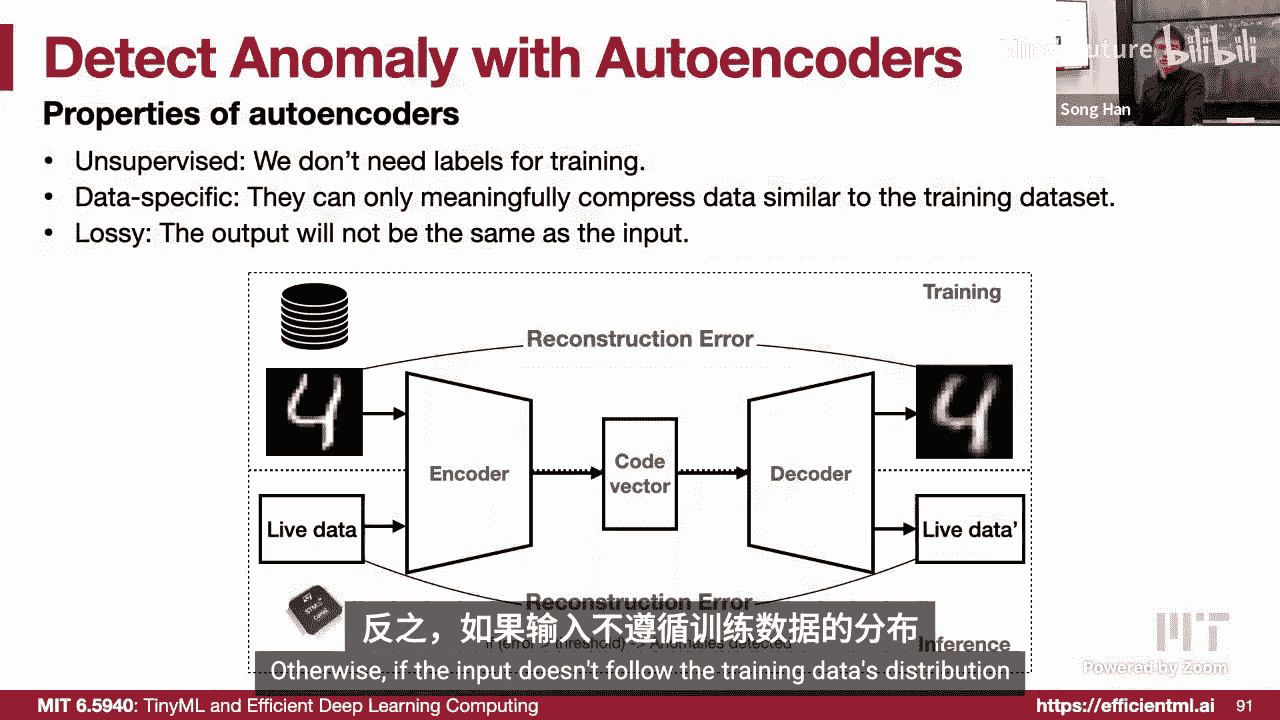 Detect Anomaly with Autoencoders
bilibili
Song Han
Properties of autoencoders
• Unsupervised: We don't need labels for training.
• Data-specific: They can only meaningfully compress data similar to the training dataset.
• Lossy: The output will not be the same as the input.
Training
Reconstruction Error
4
4
Encoder
Code
vector
Decoder
Live data
Live data'
Reconstruction Error
Inference
反之，如果输入不遵循训练数据的分布
Otherwise, if the input doesn't follow the training data's distribution
MIT
Powered by Zoom
MIT 6.5940: TinyML and Efficient Deep Learning Computing
https://efficientml.ai
91